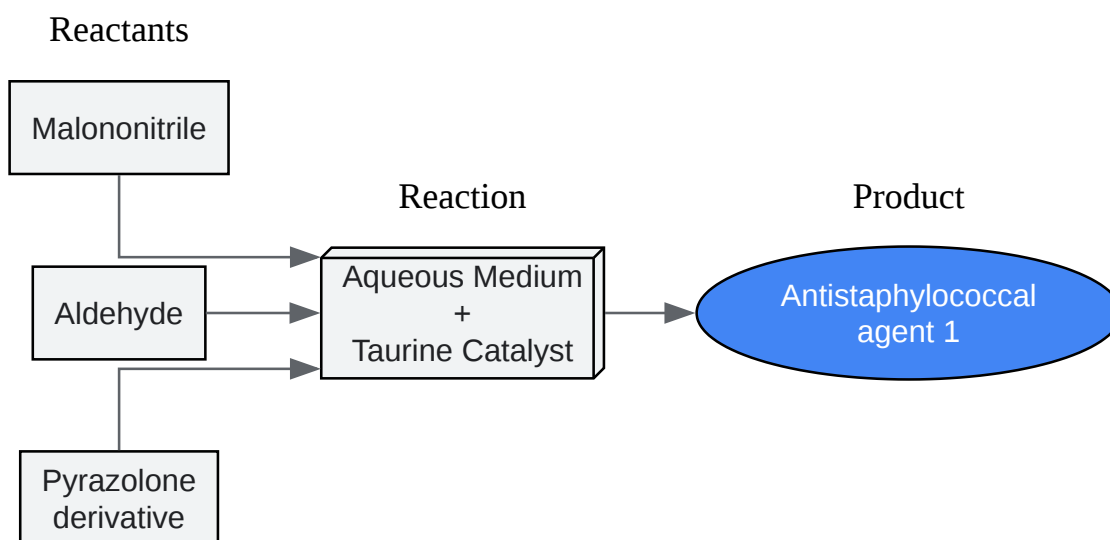 Reactants
Malononitrile
Reaction
Product
Aqueous Medium
+
Taurine Catalyst
Antistaphylococcal
agent 1
Aldehyde
Pyrazolone
derivative